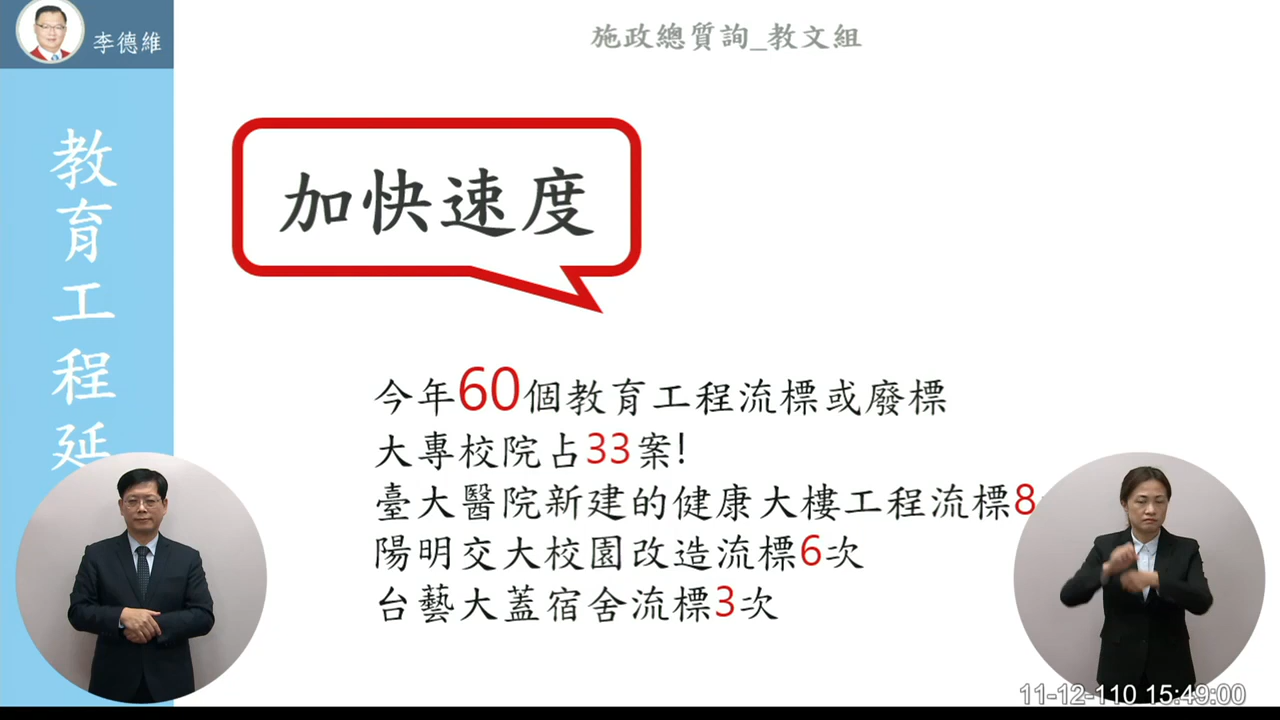 李德維
施政總質詢_教文組
教育工程延
加快速度
今年60個教育工程流標或廢標
大專校院占33案!
臺大醫院新建的健康大樓工程流標8
陽明交大校園改造流標6次
台藝大蓋宿舍流標3次
11-12-110 15:49:00